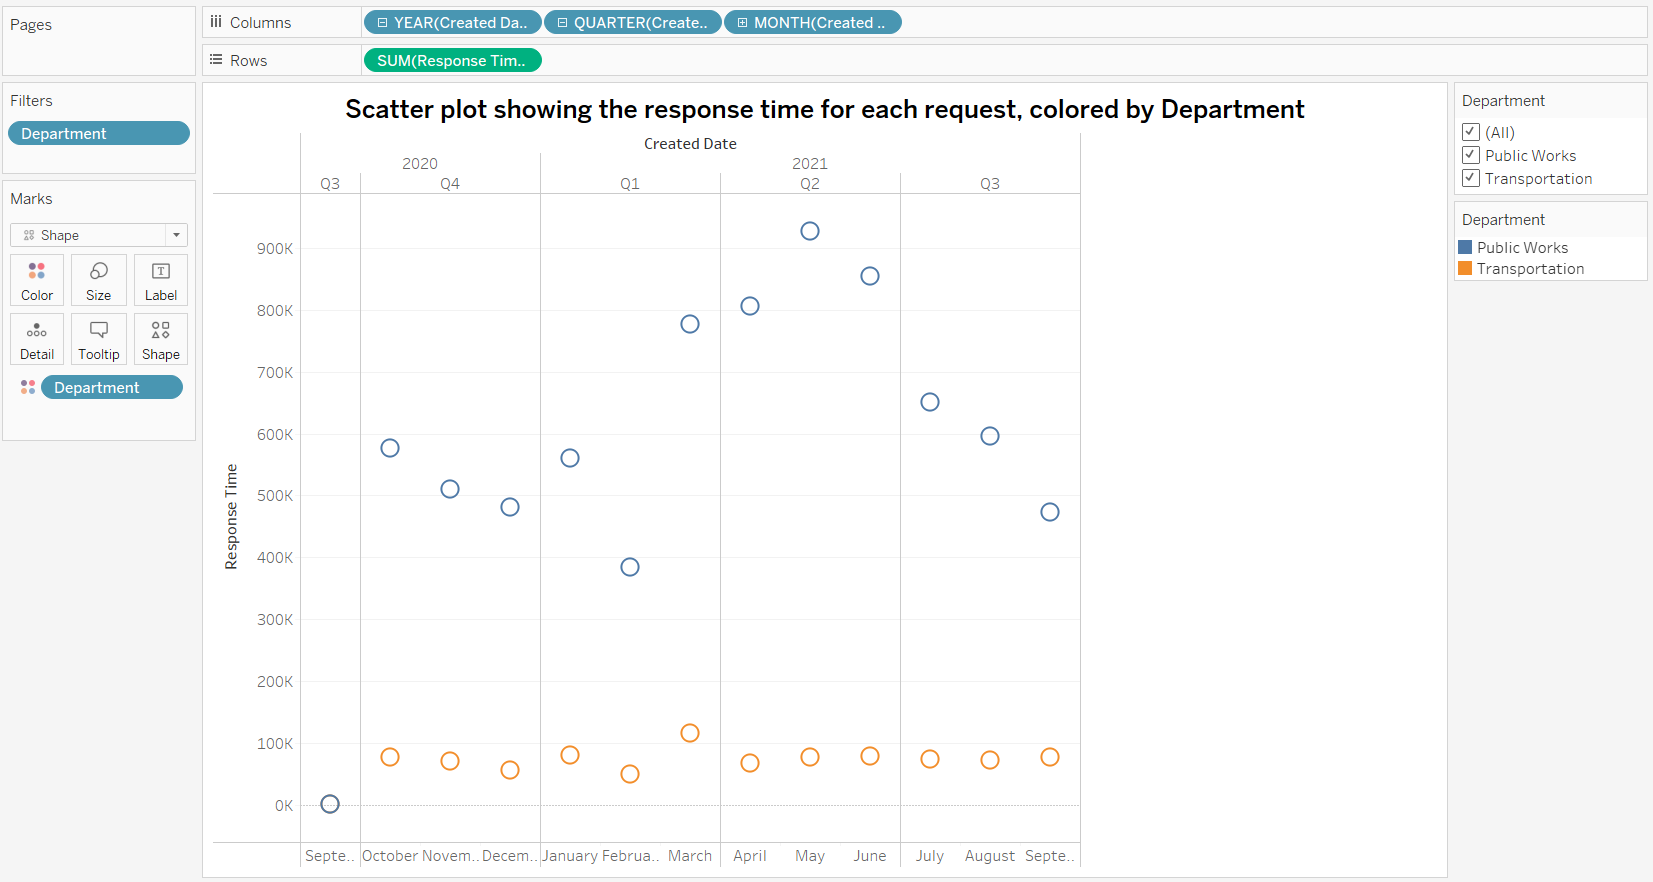 Pages
Columns
YEAR(Created Da..
QUARTER(Create..
MONTH(Created ..
Rows
SUM(Response Tim..
Filters
Department
Marks
Shape
Color
Size
Label
Detail
Tooltip
Shape
Department
Scatter plot showing the response time for each request, colored by Department
Created Date
2020
2021
Q3
Q4
Q1
Q2
Q3
Response Time
900K
800K
700K
600K
500K
400K
300K
200K
100K
0K
Septe..
October
Novem..
Decem..
January
Februa..
March
April
May
June
July
August
Septe..
Department
(All)
Public Works
Transportation
Department
Public Works
Transportation